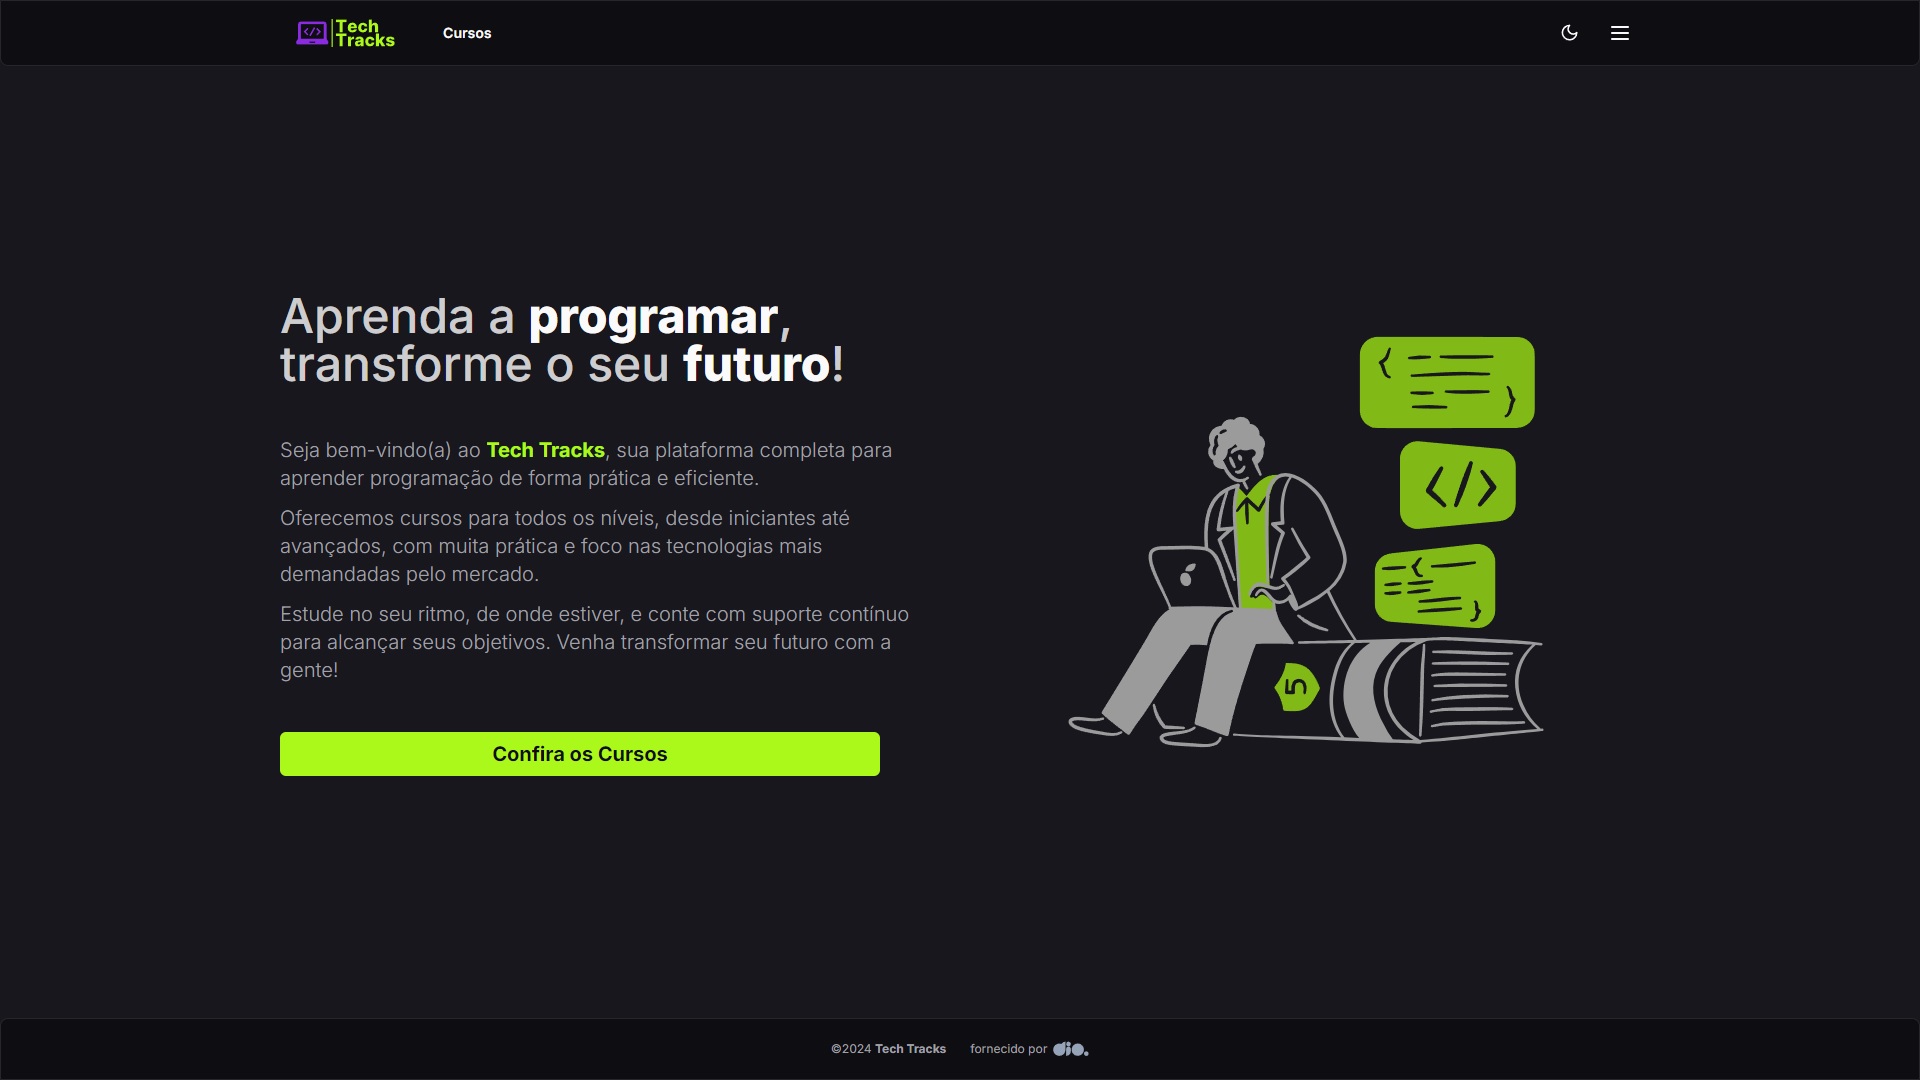 Tech
Tracks
Cursos
Aprenda a programar,
transforme o seu futuro!
Seja bem-vindo(a) ao Tech Tracks, sua plataforma completa para
aprender programação de forma prática e eficiente.
Oferecemos cursos para todos os níveis, desde iniciantes até
avançados, com muita prática e foco nas tecnologias mais
demandadas pelo mercado.
Estude no seu ritmo, de onde estiver, e conte com suporte contínuo
para alcançar seus objetivos. Venha transformar seu futuro com a
gente!
Confira os Cursos
{ }
</>
{ }
5
©2024 Tech Tracks fornecido por dio.